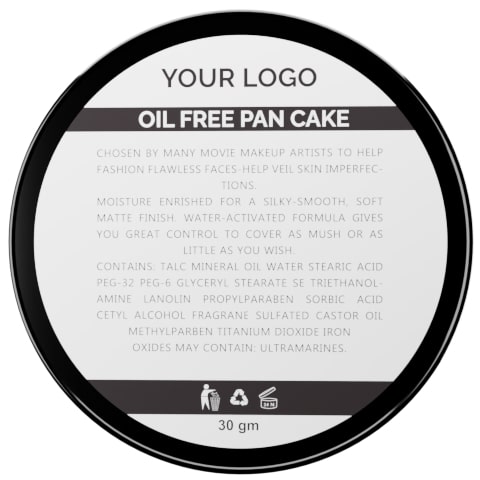 YOUR LOGO
OIL FREE PAN CAKE
CHOSEN BY MANY MOVIE MAKEUP ARTISTS TO HELP
FASHION FLAWLESS FACES-HELP VEIL SKIN IMPERFEC-
TIONS.
MOISTURE ENRISHED FOR A SILKY-SMOOTH, SOFT
MATTE FINISH. WATER-ACTIVATED FORMULA GIVES
YOU GREAT CONTROL TO COVER AS MUSH OR AS
LITTLE AS YOU WISH.
CONTAINS: TALC MINERAL OIL WATER STEARIC ACID
PEG-32 PEG-6 GLYCERYL STEARATE SE TRIETHANOL-
AMINE LANOLIN PROPYLPARABEN SORBIC ACID
CETYL ALCOHOL FRAGRANE SULFATED CASTOR OIL
METHYLPARBEN TITANIUM DIOXIDE IRON
OXIDES MAY CONTAIN: ULTRAMARINES.
30 gm